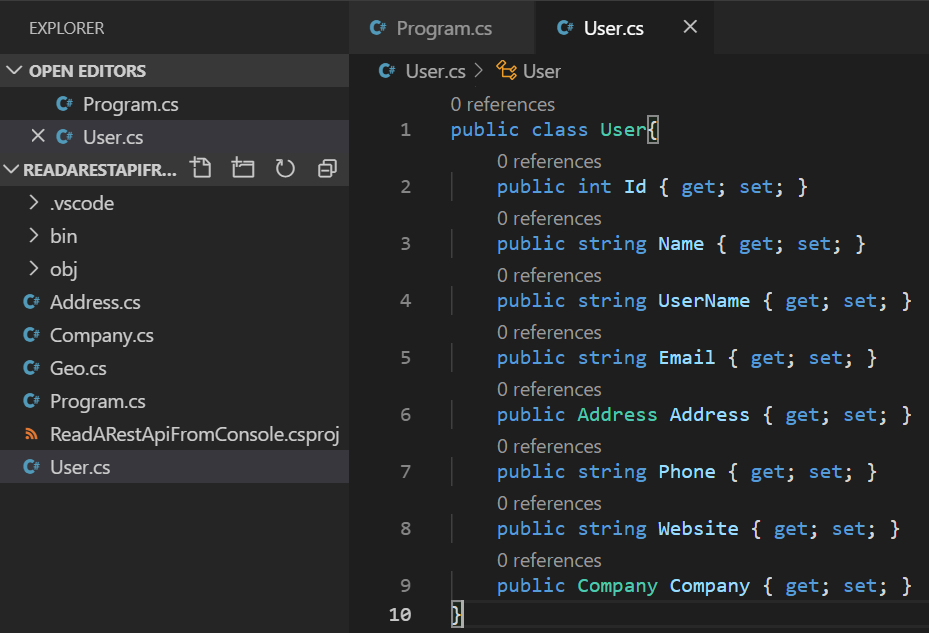 EXPLORER
OPEN EDITORS
C# Program.cs
C# User.cs
READARESTAPIFR...
.vscode
bin
obj
C# Address.cs
C# Company.cs
C# Geo.cs
C# Program.cs
ReadARestApiFromConsole.csproj
C# User.cs
C# Program.cs
C# User.cs
C# User.cs > User
0 references
1 public class User{
0 references
2 public int Id { get; set; }
0 references
3 public string Name { get; set; }
0 references
4 public string UserName { get; set; }
0 references
5 public string Email { get; set; }
0 references
6 public Address Address { get; set; }
0 references
7 public string Phone { get; set; }
0 references
8 public string Website { get; set; }
0 references
9 public Company Company { get; set; }
10 }